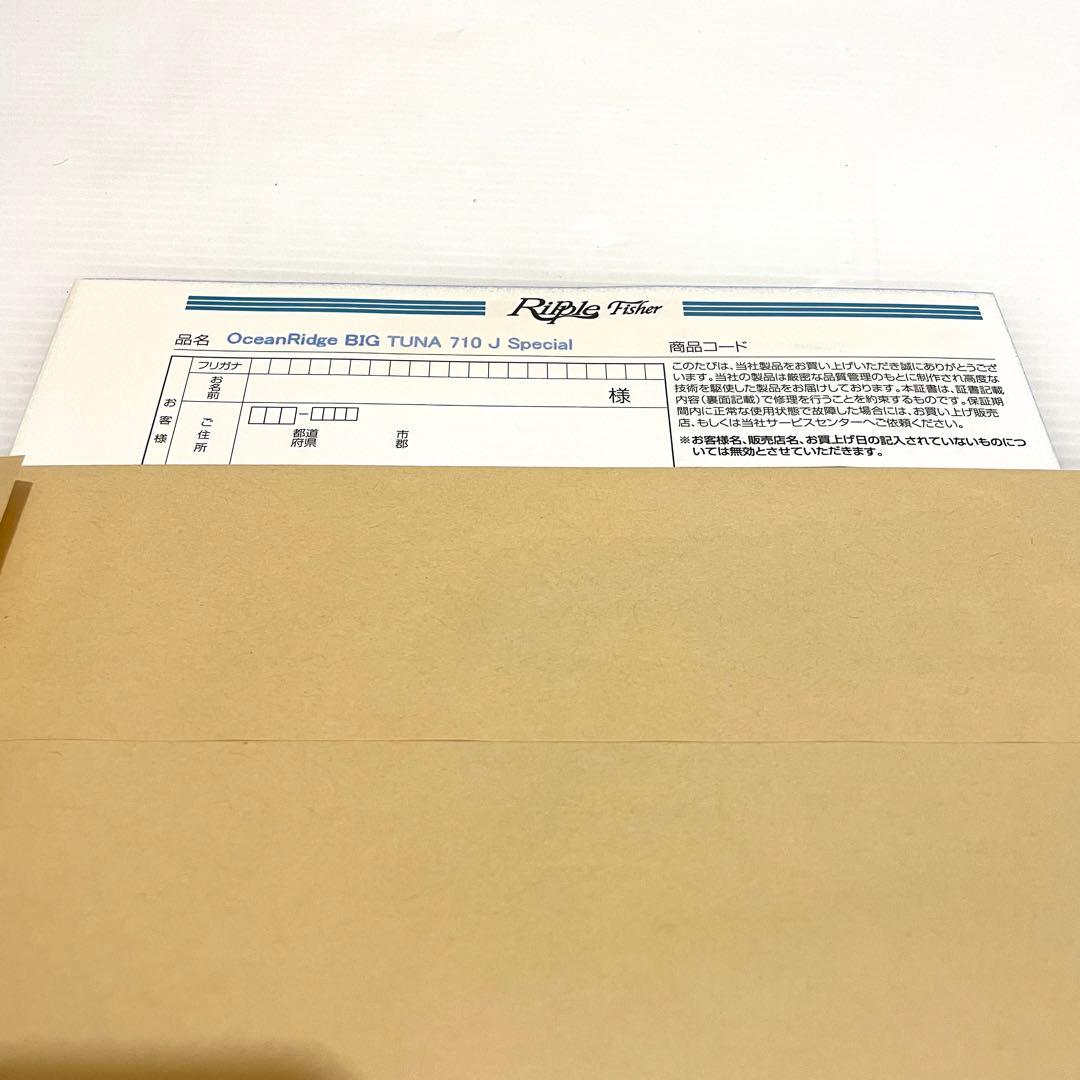 Ripple Fisher
品名 OceanRidge BIG TUNA 710 J Special
商品コード
フリガナ
お名前
様
お客様
ご住所
都道府県
市郡
このたびは、当社製品をお買い上げいただき誠にありがとうござ
います。当社の製品は厳密な品質管理のもとに制作され高度な
技術を駆使した製品をお届けしております。本証書は、証書記載
内容(裏面記載)で修理を行うことを約束するものです。保証期
間内に正常な使用状態で故障した場合には、お買い上げ販売
店、もしくは当社サービスセンターへご依頼ください。
※お客様名、販売店名、お買上げ日の記入されていないものにつ
いては無効とさせていただきます。